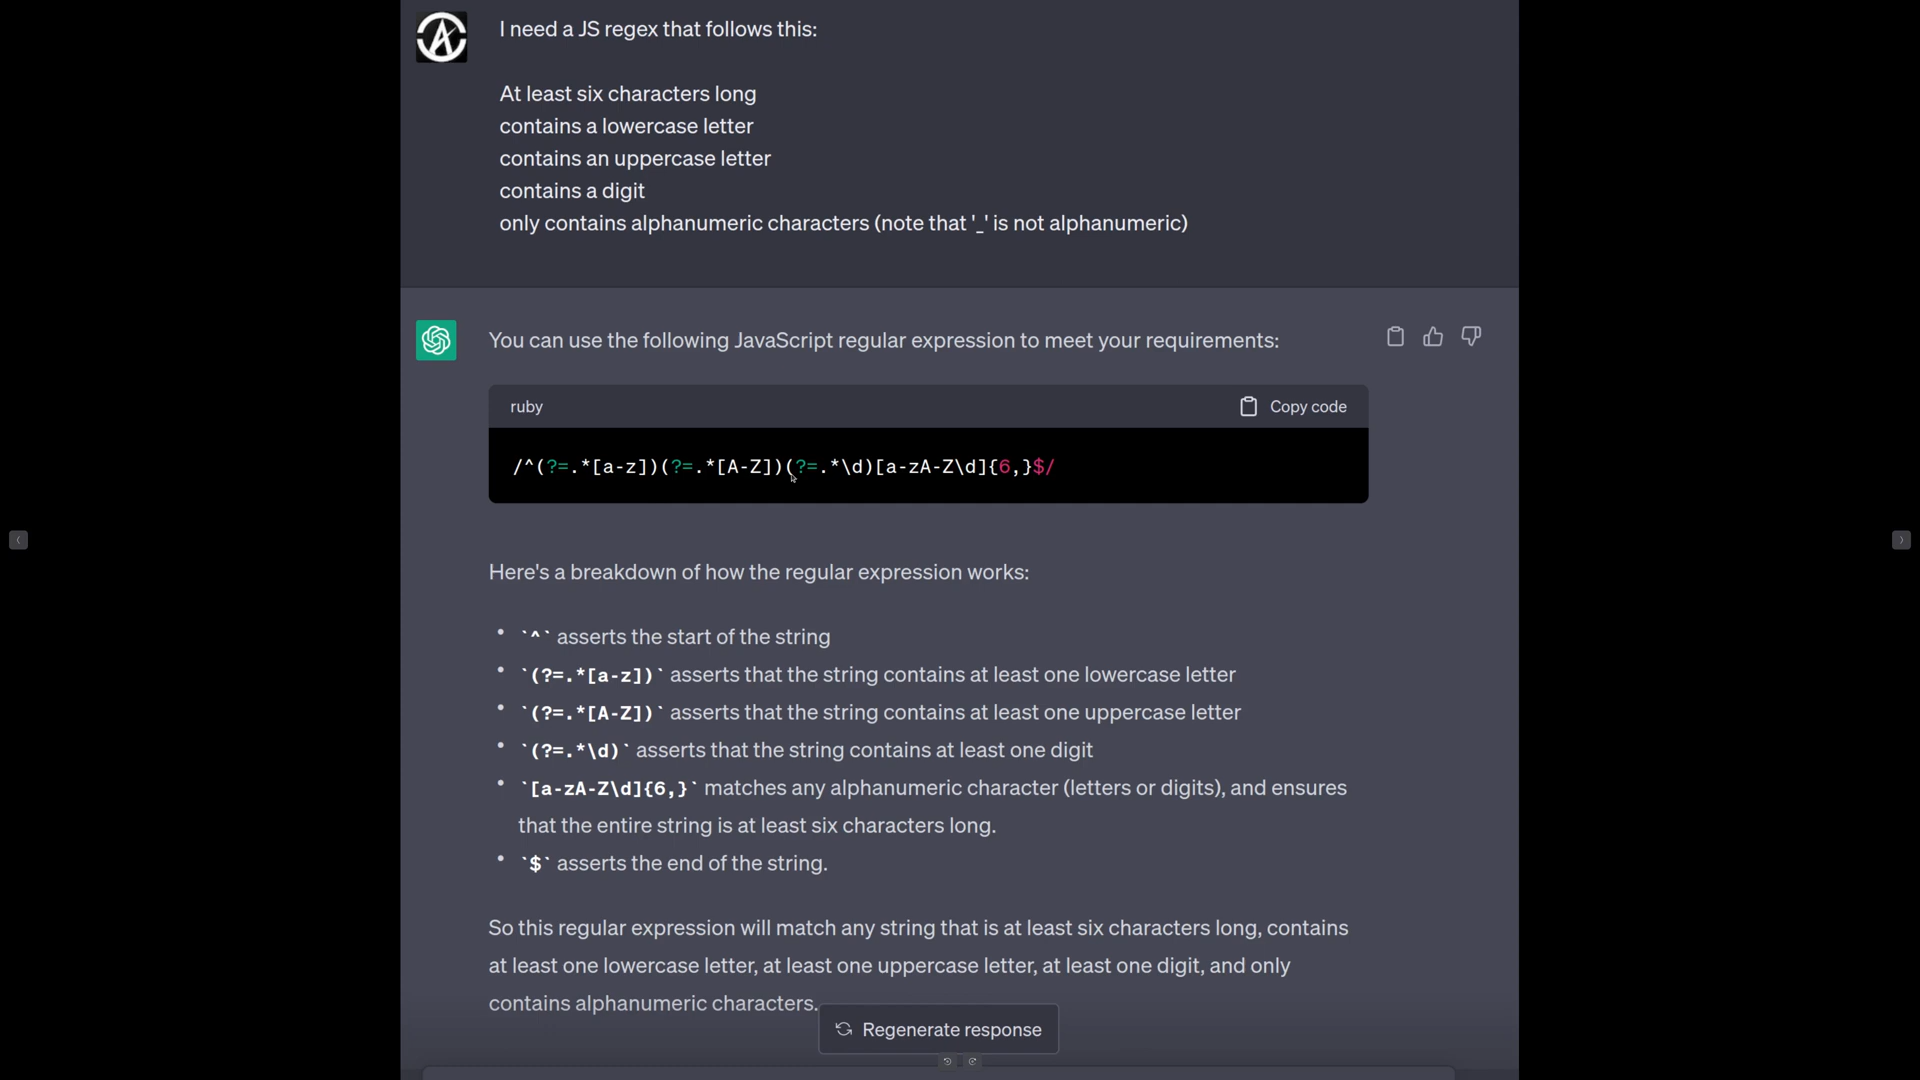 I need a JS regex that follows this:
At least six characters long
contains a lowercase letter
contains an uppercase letter
contains a digit
only contains alphanumeric characters (note that '_' is not alphanumeric)
You can use the following JavaScript regular expression to meet your requirements:
ruby
Copy code
/^(?=.*[a-z])(?=.*[A-Z])(?=.*\d)[a-zA-Z\d]{6,}$/
Here's a breakdown of how the regular expression works:
• `^` asserts the start of the string
• `(?=.*[a-z])` asserts that the string contains at least one lowercase letter
• `(?=.*[A-Z])` asserts that the string contains at least one uppercase letter
• `(?=.*\d)` asserts that the string contains at least one digit
• `[a-zA-Z\d]{6,}` matches any alphanumeric character (letters or digits), and ensures
that the entire string is at least six characters long.
• `$` asserts the end of the string.
So this regular expression will match any string that is at least six characters long, contains
at least one lowercase letter, at least one uppercase letter, at least one digit, and only
contains alphanumeric characters.
Regenerate response